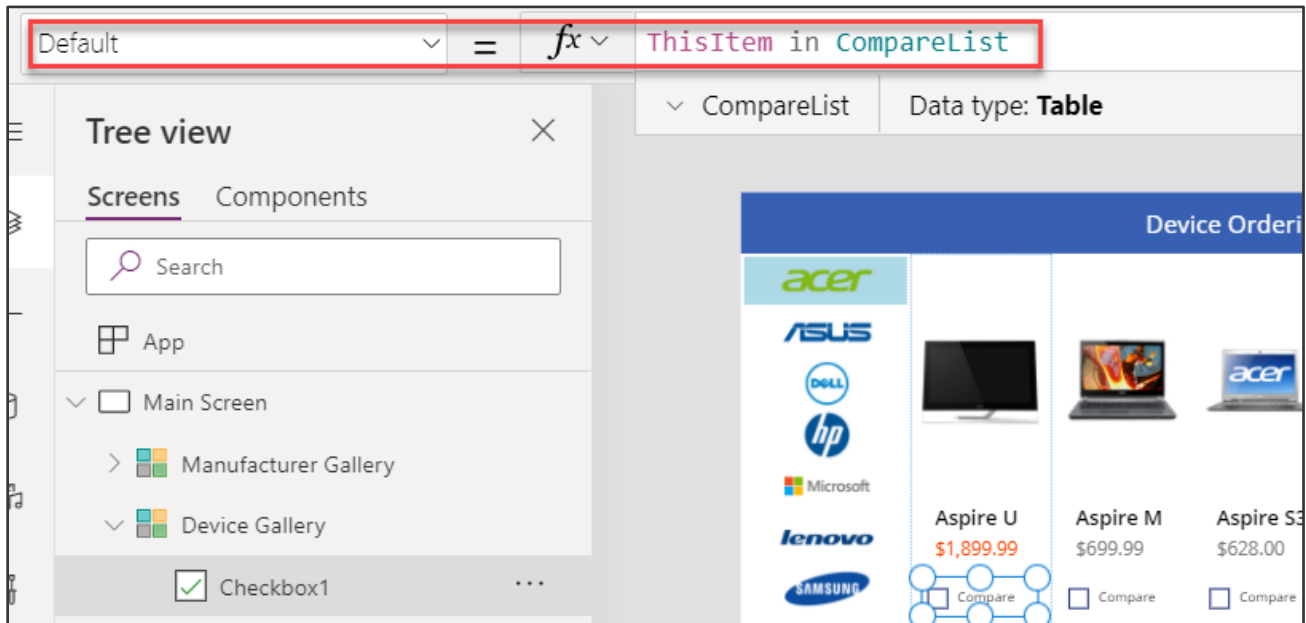 Default = fx ThisItem in CompareList
CompareList Data type: Table
Tree view
Screens Components
Search
App
Main Screen
Manufacturer Gallery
Device Gallery
Checkbox1 ...
Device Orderi
acer
ASUS
DELL
hp
Microsoft
lenovo
SAMSUNG
acer
Aspire U Aspire M Aspire S3
$1,899.99 $699.99 $628.00
Compare Compare Compare